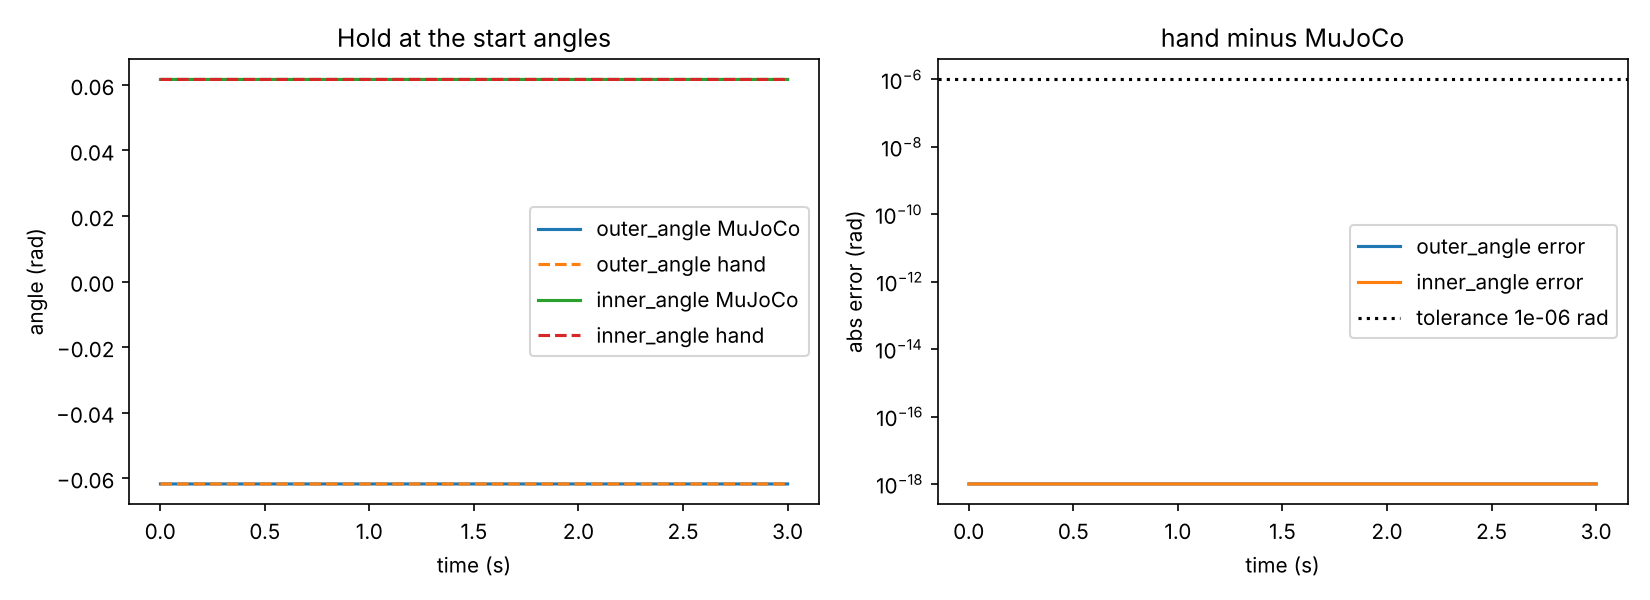 Hold at the start angles
angle (rad)
0.06
0.04
0.02
0.00
−0.02
−0.04
−0.06
outer_angle MuJoCo
outer_angle hand
inner_angle MuJoCo
inner_angle hand
0.0 0.5 1.0 1.5 2.0 2.5 3.0
time (s)
hand minus MuJoCo
abs error (rad)
10⁻⁶
10⁻⁸
10⁻¹⁰
10⁻¹²
10⁻¹⁴
10⁻¹⁶
10⁻¹⁸
outer_angle error
inner_angle error
tolerance 1e-06 rad
0.0 0.5 1.0 1.5 2.0 2.5 3.0
time (s)